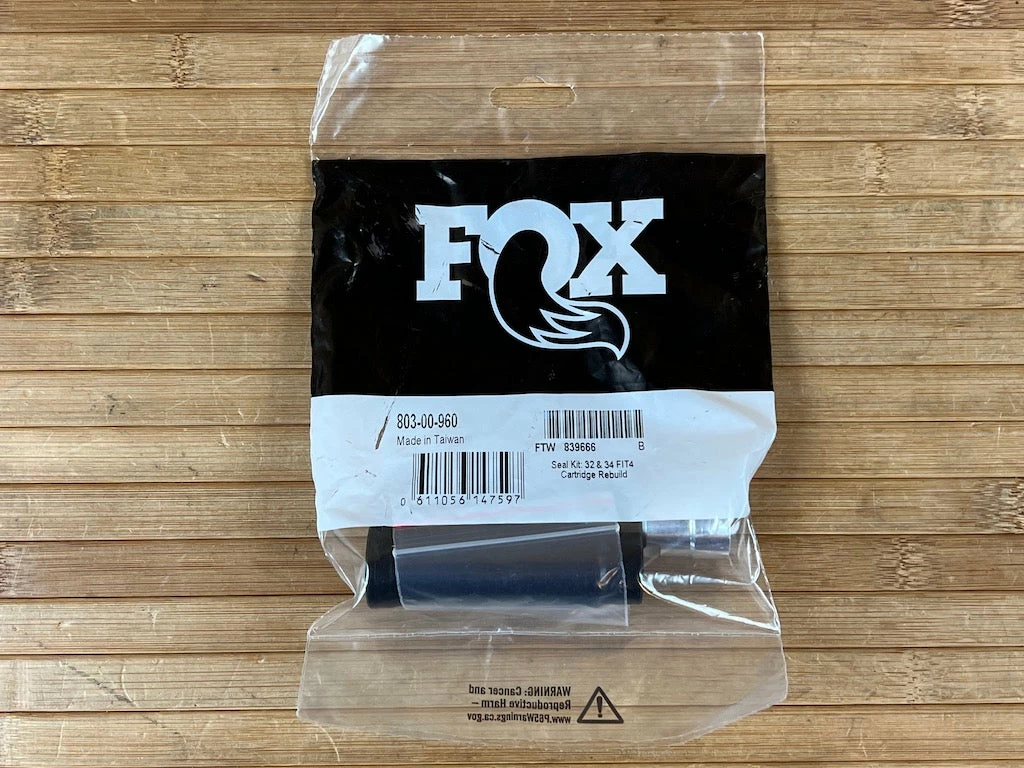 FOX
803-00-960
Made in Taiwan
FTW 839666 B
Seal Kit: 32 & 34 FIT4
Cartridge Rebuild
0 611056 147597
WARNING: Cancer and
Reproductive Harm –
www.P65Warnings.ca.gov